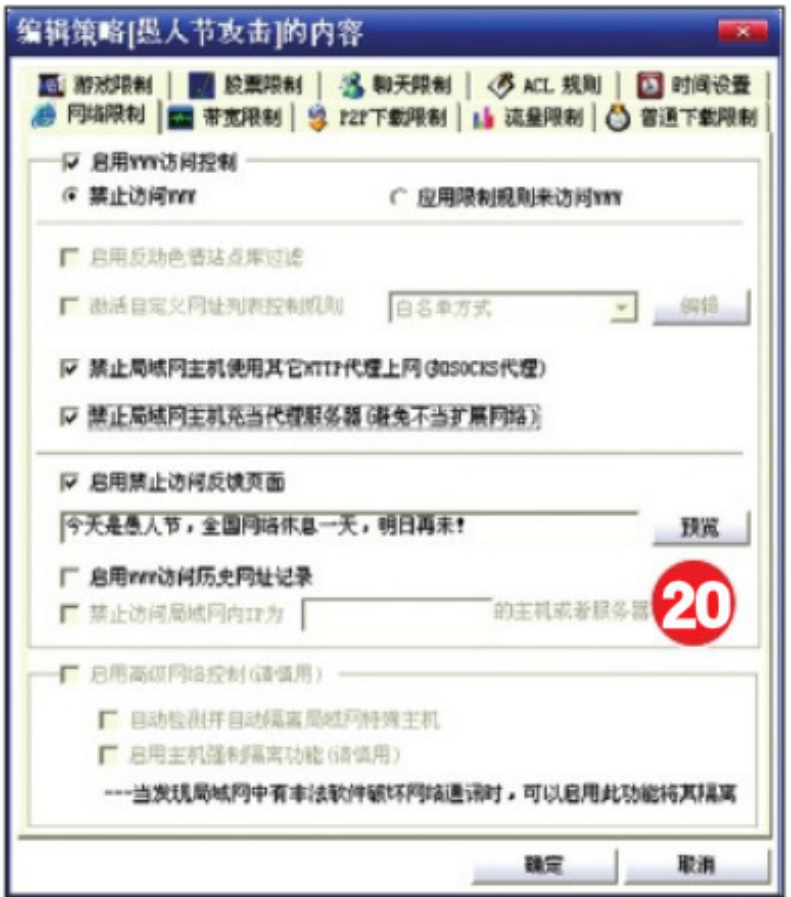 编辑策略[愚人节攻击]的内容
游戏限制 股票限制 聊天限制 ACL 规则 时间设置
网络限制 带宽限制 P2P下载限制 流量限制 普通下载限制
启用WWW访问控制
禁止访问WWW 应用限制规则来访问WWW
启用反动色情站点库过滤
激活自定义网址列表控制规则 白名单方式 编辑
禁止局域网主机使用其它HTTP代理上网(如SOCKS代理)
禁止局域网主机充当代理服务器(避免不当扩展网络)
启用禁止访问反馈页面
今天是愚人节，全国网络休息一天，明日再来！ 预览
启用WWW访问历史网址记录
禁止访问局域网内IP为 的主机或者服务器
20
启用高级网络控制(请慎用)
自动检测并自动隔离局域网特殊主机
启用主机强制隔离功能(请慎用)
---当发现局域网中有非法软件破坏网络通讯时，可以启用此功能将其隔离
确定 取消